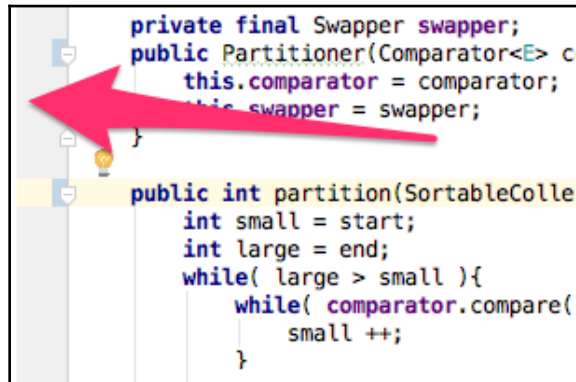 private final Swapper swapper;
public Partitioner(Comparator<E> c
this.comparator = comparator;
this.swapper = swapper;
}
public int partition(SortableColle
int small = start;
int large = end;
while( large > small ){
while( comparator.compare(
small ++;
}